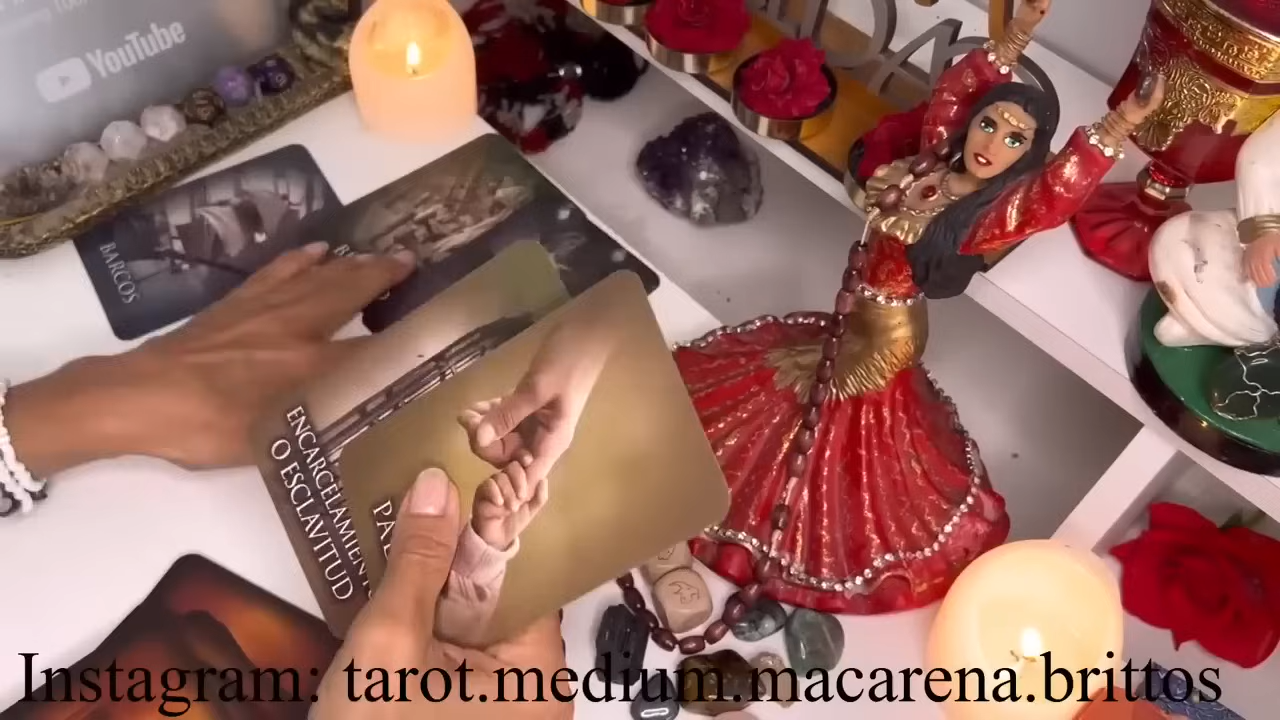 YouTube
BARCOS
ENCARCELAMIENTO
O ESCLAVITUD
Instagram: tarot.medium.macarena.brittos